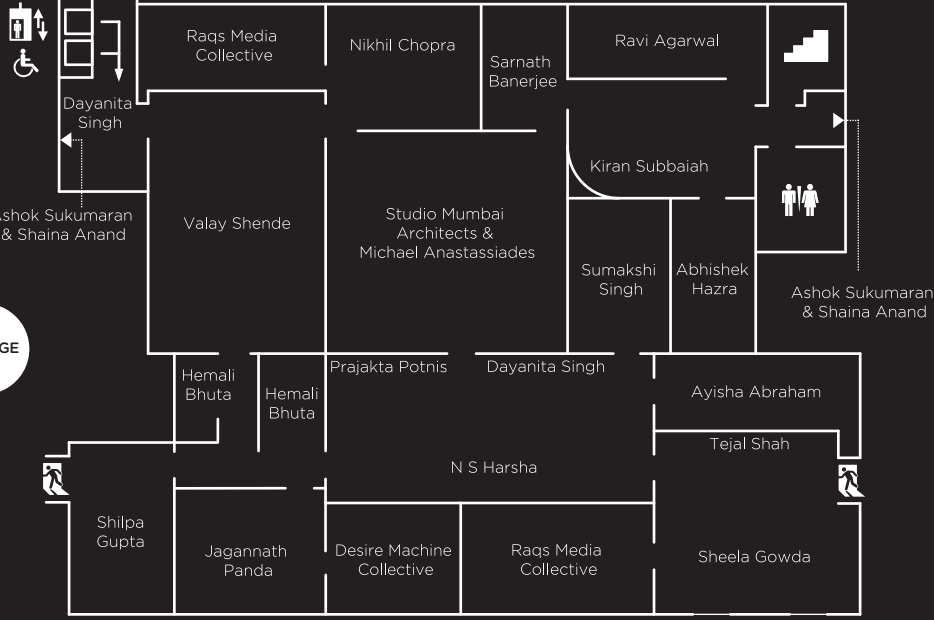 Raqs Media
Collective
Nikhil Chopra
Sarnath
Banerjee
Ravi Agarwal
Dayanita
Singh
Kiran Subbaiah
Ashok Sukumaran
& Shaina Anand
Valay Shende
Studio Mumbai
Architects &
Michael Anastassiades
Sumakshi
Singh
Abhishek
Hazra
Ashok Sukumaran
& Shaina Anand
Hemali
Bhuta
Hemali
Bhuta
Prajakta Potnis
Dayanita Singh
Ayisha Abraham
Tejal Shah
N S Harsha
Shilpa
Gupta
Jagannath
Panda
Desire Machine
Collective
Raqs Media
Collective
Sheela Gowda